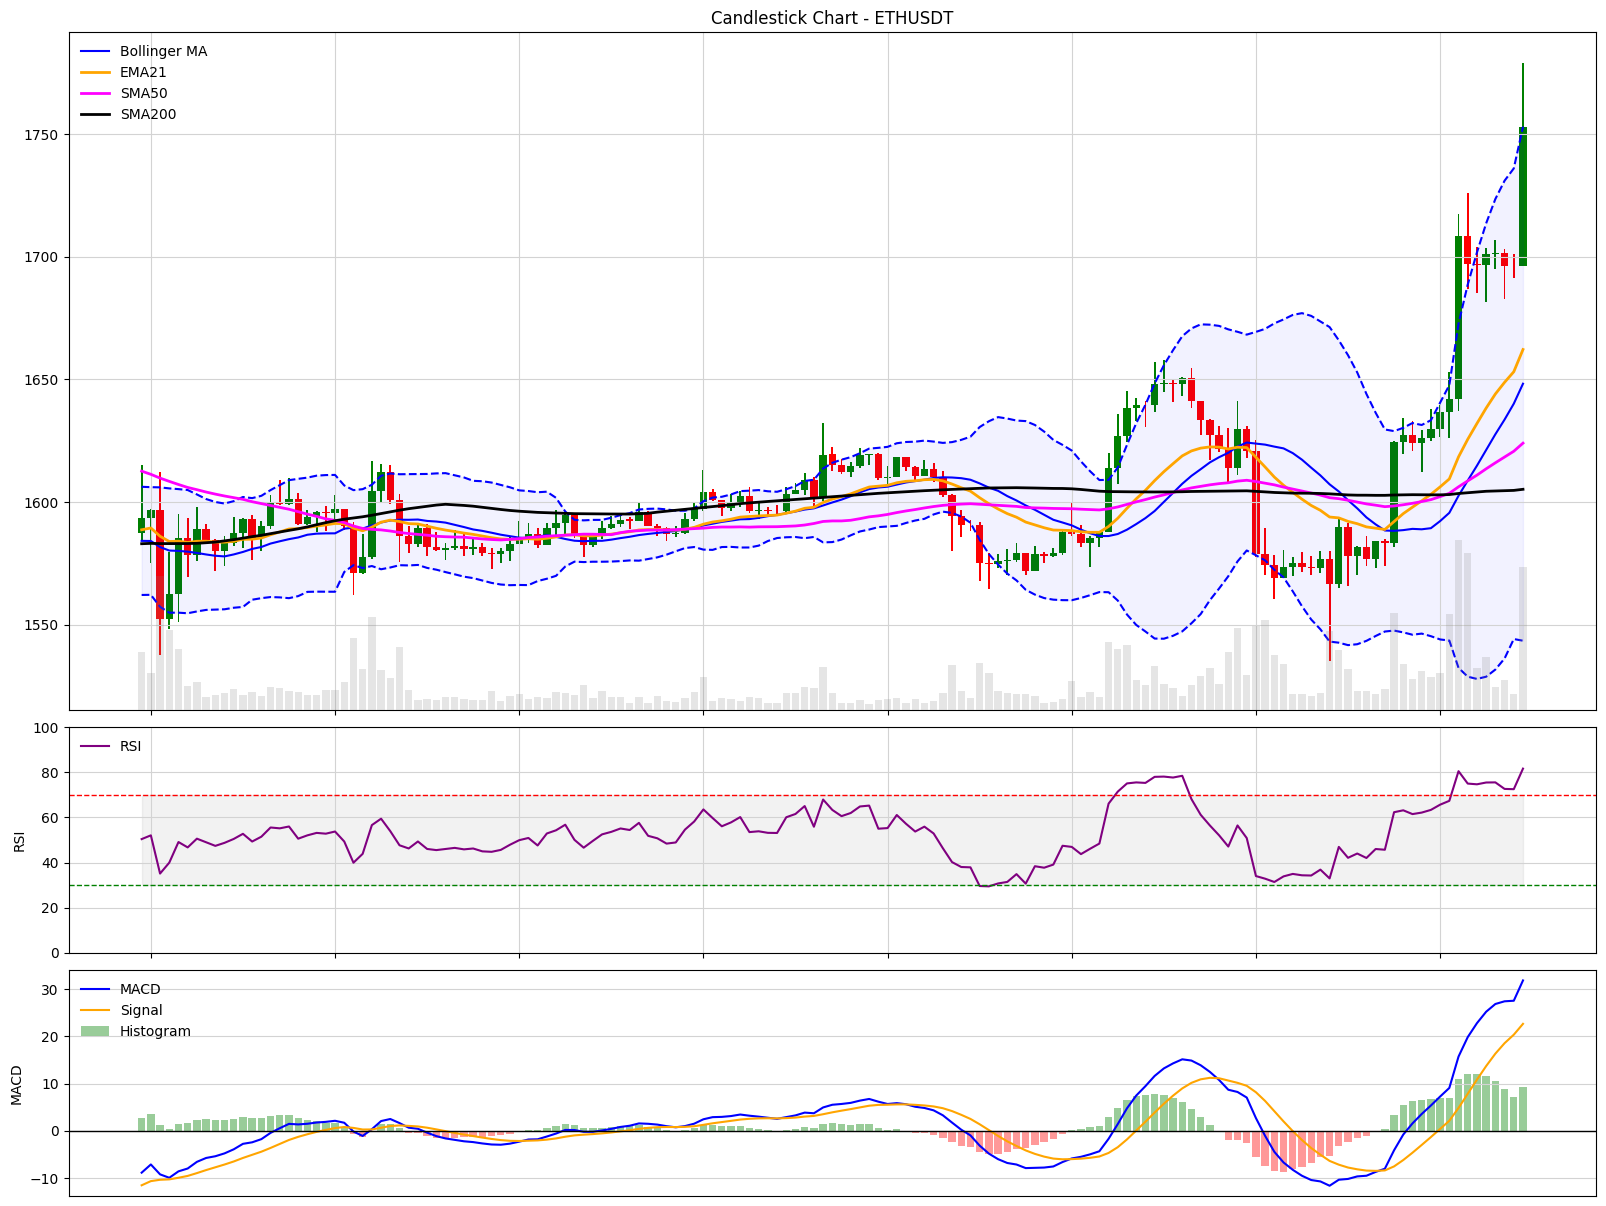 Candlestick Chart - ETHUSDT
Bollinger MA
EMA21
SMA50
SMA200
1750
1700
1650
1600
1550
100
80
60
40
20
0
RSI
RSI
30
20
10
0
−10
MACD
MACD
Signal
Histogram